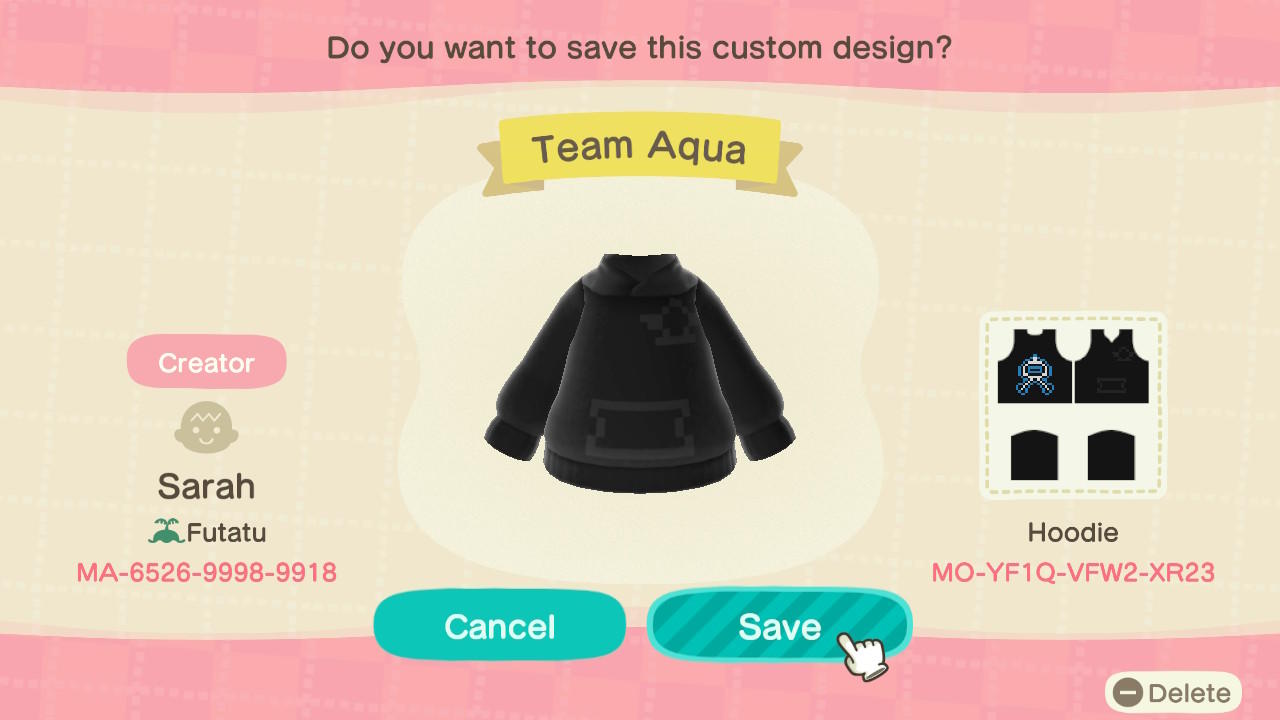 Do you want to save this custom design?
Team Aqua
Creator
Sarah
Futatu
MA-6526-9998-9918
Hoodie
MO-YF1Q-VFW2-XR23
Cancel
Save
Delete